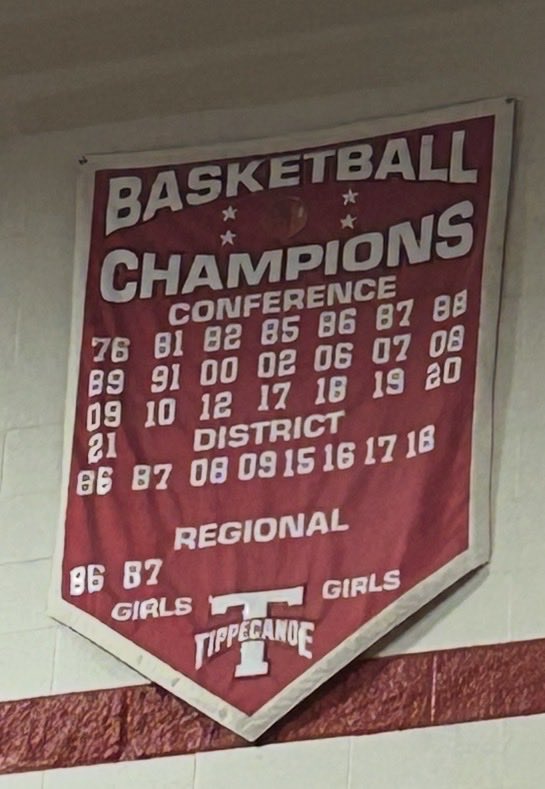 BASKETBALL
CHAMPIONS
CONFERENCE
76 81 82 85 86 87 88
89 91 00 02 06 07 08
09 10 12 17 18 19 20
21
DISTRICT
86 87 08 09 15 16 17 18
REGIONAL
86 87
GIRLS T GIRLS
TIPPECANOE